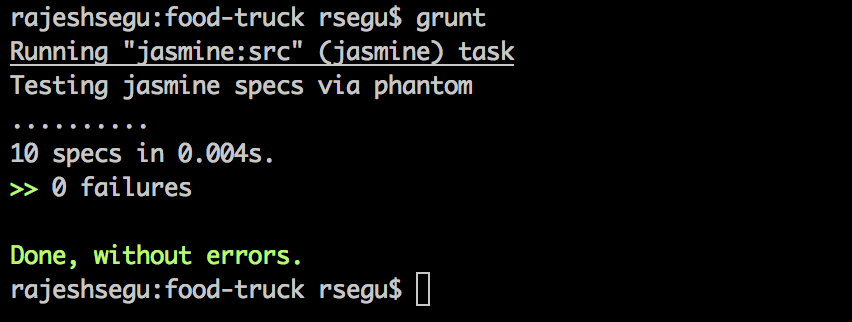 rajeshsegu:food-truck rsegu$ grunt
Running "jasmine:src" (jasmine) task
Testing jasmine specs via phantom
..........
10 specs in 0.004s.
>> 0 failures
Done, without errors.
rajeshsegu:food-truck rsegu$